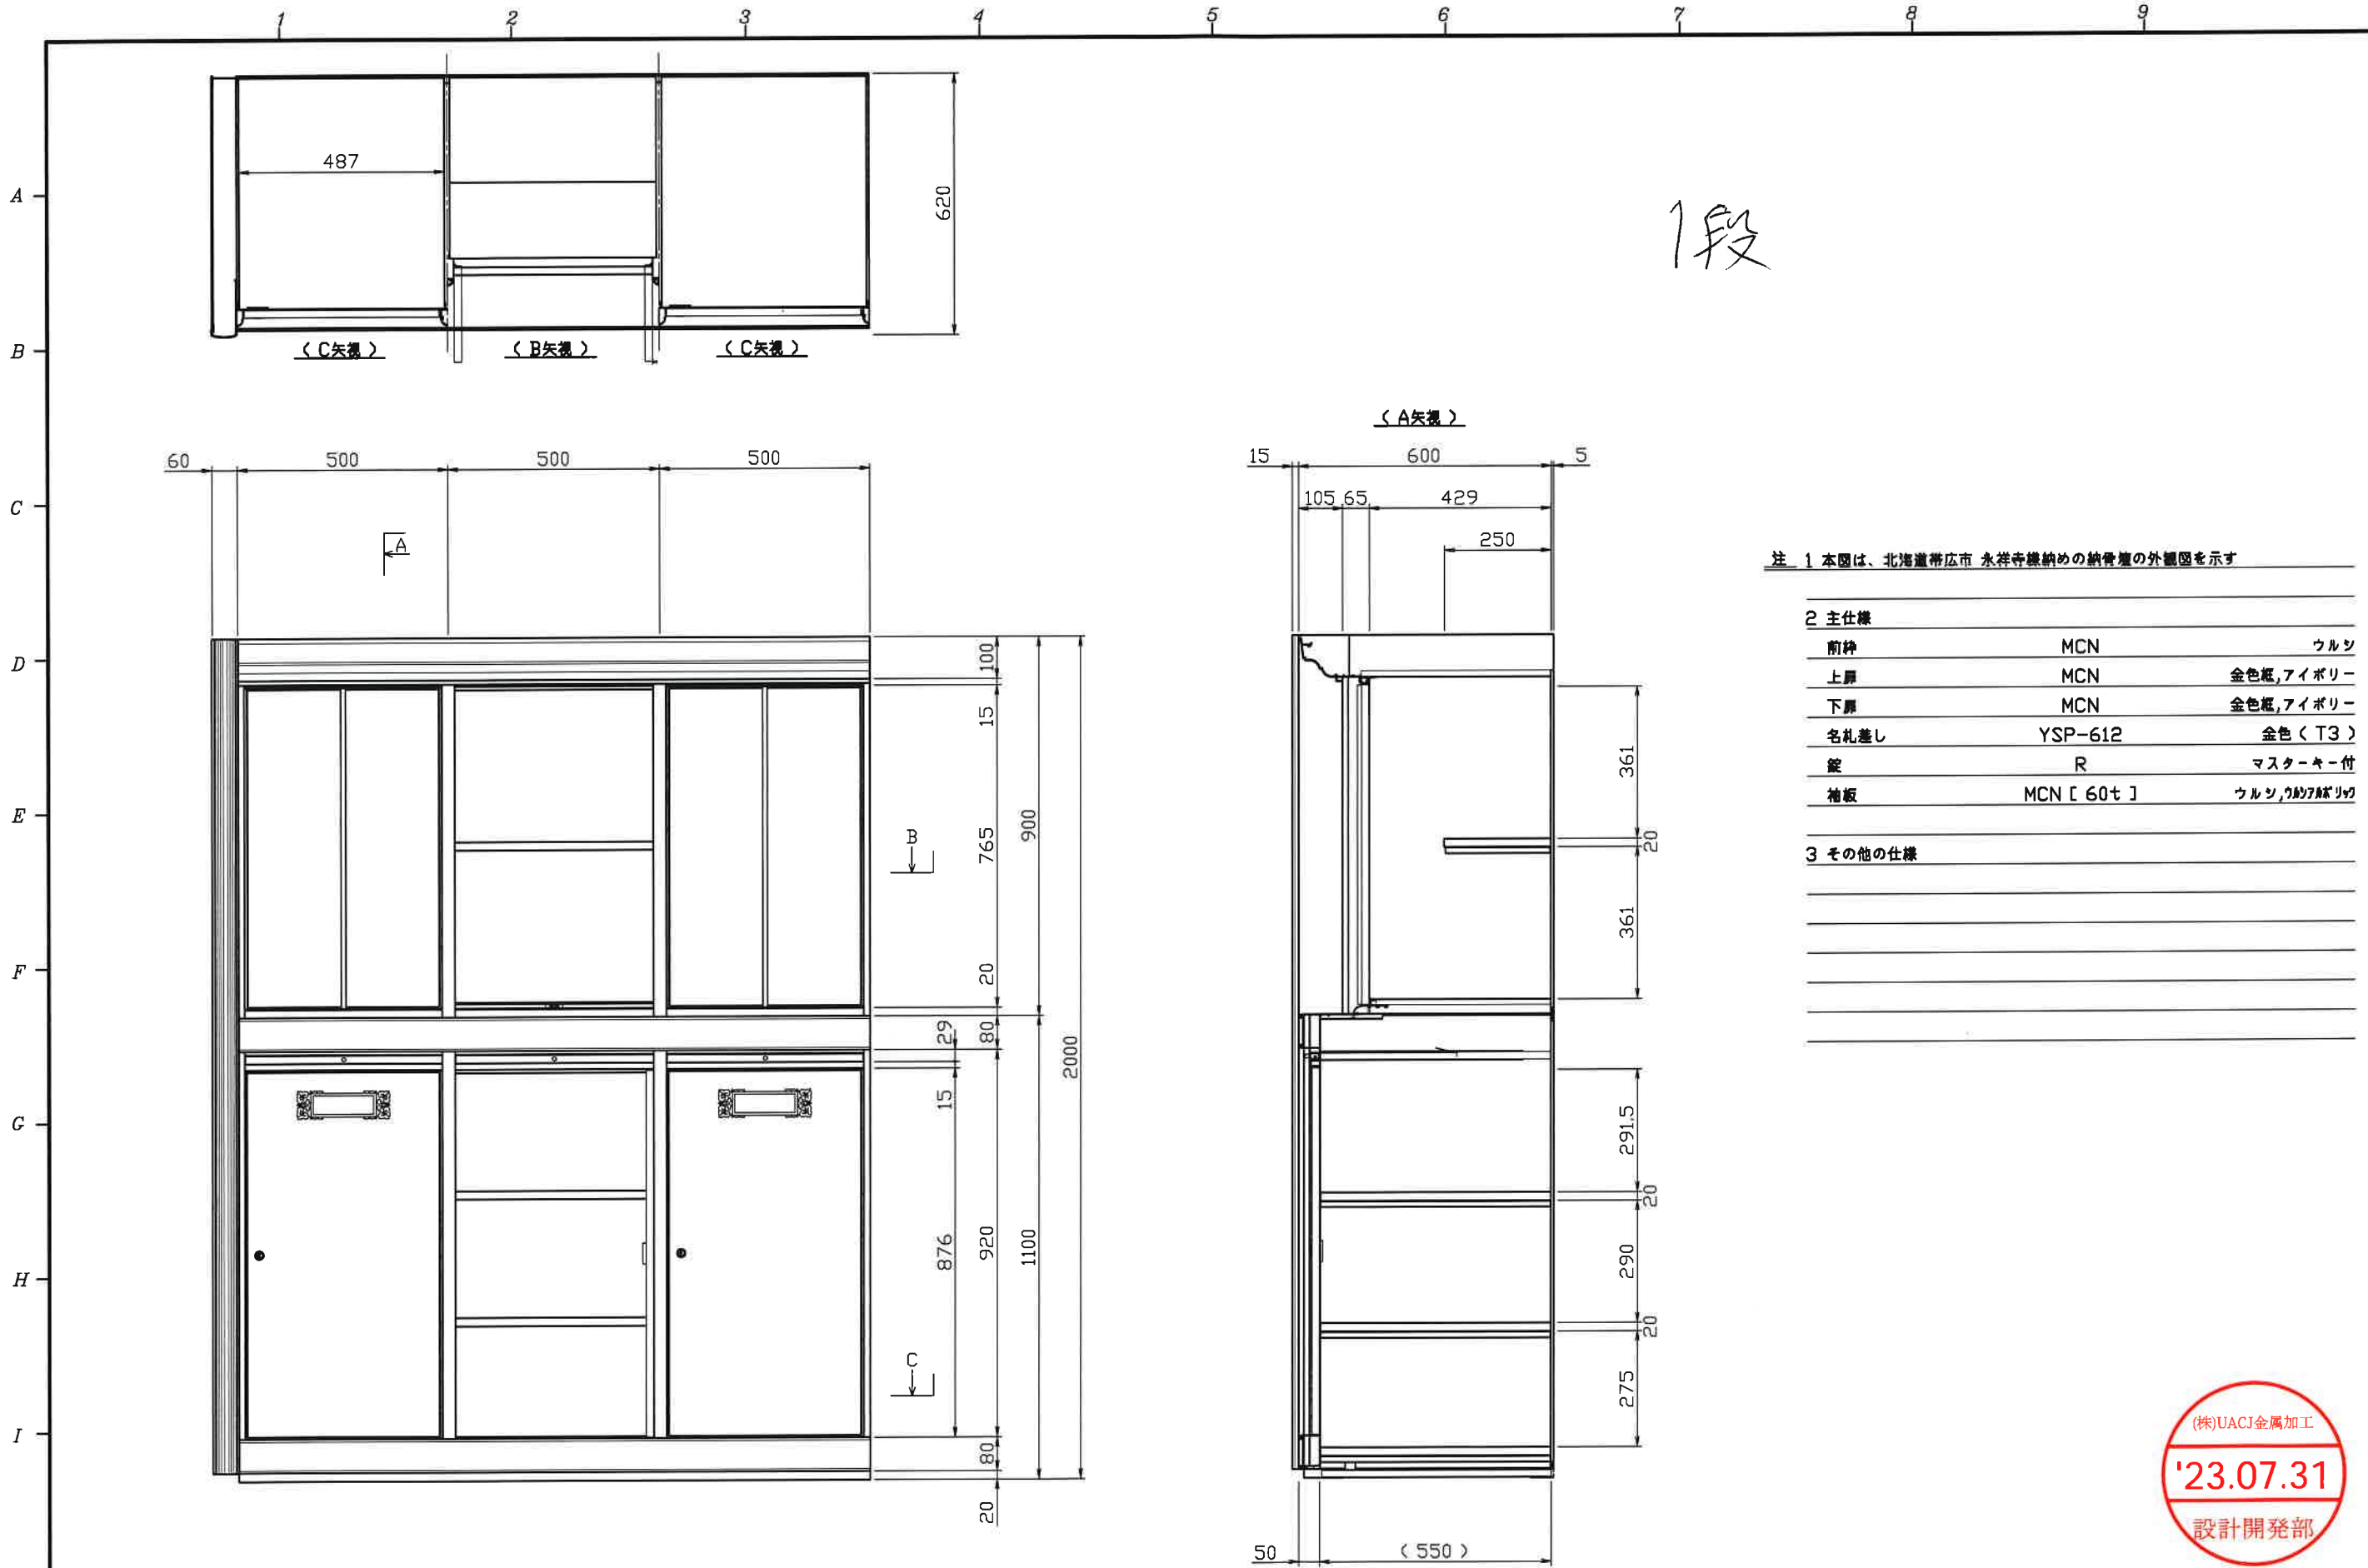 1 2 3 4 5 6 7 8 9
A
B
C
D
E
F
G
H
I
487
620
( C矢視 ) ( B矢視 ) ( C矢視 )
1段
60 500 500 500
A
100
15
765
20
900
B
29
80
2000
15
876
920
1100
C
80
20
( A矢視 )
15 600 5
105 65 429
250
361
20
361
291.5
20
290
20
275
50 ( 550 )
注 1 本図は、北海道帯広市 永祥寺様納めの納骨壇の外観図を示す
2 主仕様
前枠 MCN ウルシ
上扉 MCN 金色框,アイボリー
下扉 MCN 金色框,アイボリー
名札差し YSP-612 金色 ( T3 )
錠 R マスターキー付
袖板 MCN [ 60t ] ウルシ,
3 その他の仕様
(株)UACJ金属加工
'23.07.31
設計開発部